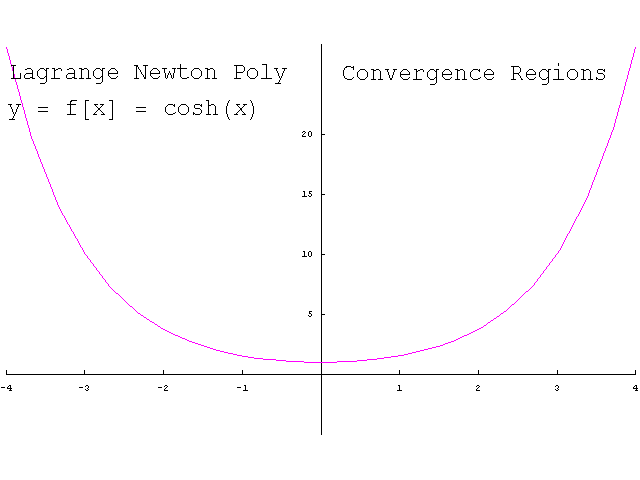 Lagrange Newton Poly Convergence Regions
y = f[x] = cosh(x)
20
15
10
5
-4 -3 -2 -1 1 2 3 4